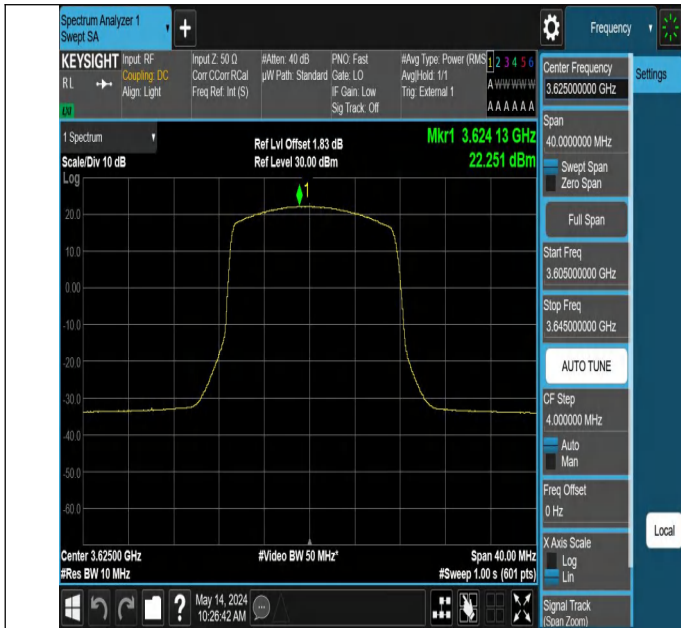 Spectrum Analyzer 1
Swept SA
Frequency
KEYSIGHT
RL
Input: RF
Coupling: DC
Align: Light
Input Z: 50 Ω
Corr CCorr RCal
Freq Ref: Int (S)
#Atten: 40 dB
µW Path: Standard
PNO: Fast
Gate: LO
IF Gain: Low
Sig Track: Off
#Avg Type: Power (RMS
Avg|Hold: 1/1
Trig: External 1
1 2 3 4 5 6
A W W W W W
A A A A A A
1 Spectrum
Scale/Div 10 dB
Log
Ref Lvl Offset 1.83 dB
Ref Level 30.00 dBm
Mkr1 3.624 13 GHz
22.251 dBm
1
20.0
10.0
0.00
-10.0
-20.0
-30.0
-40.0
-50.0
-60.0
Center 3.62500 GHz
#Res BW 10 MHz
#Video BW 50 MHz*
Span 40.00 MHz
#Sweep 1.00 s (601 pts)
May 14, 2024
10:26:42 AM
Center Frequency
3.625000000 GHz
Span
40.0000000 MHz
Swept Span
Zero Span
Full Span
Start Freq
3.605000000 GHz
Stop Freq
3.645000000 GHz
AUTO TUNE
CF Step
4.000000 MHz
Auto
Man
Freq Offset
0 Hz
X Axis Scale
Log
Lin
Signal Track
(Span Zoom)
Settings
Local